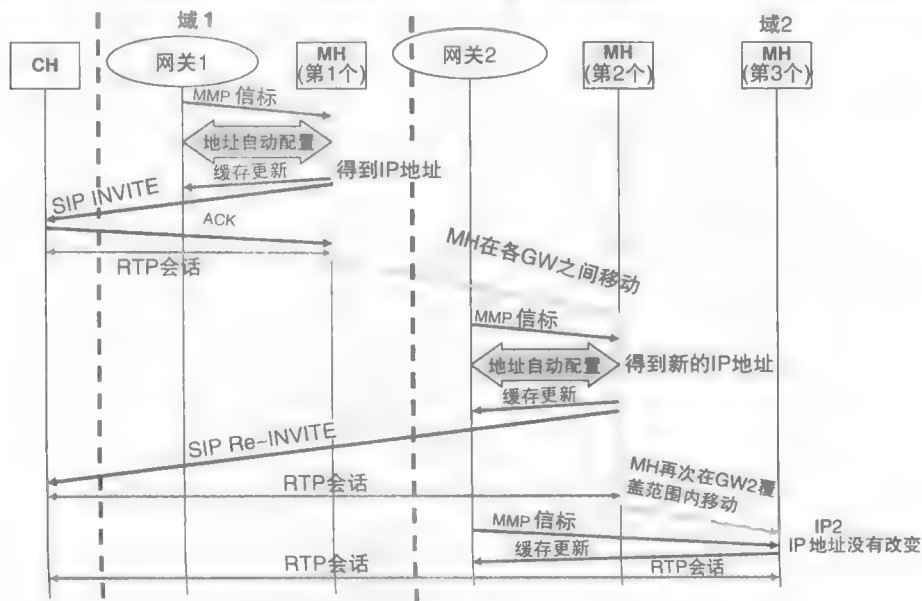 域1
域2
CH
网关1
MH
(第1个)
网关2
MH
(第2个)
MH
(第3个)
MMP 信标
地址自动配置
缓存更新
得到IP地址
SIP INVITE
ACK
RTP会话
MH在各GW之间移动
MMP 信标
地址自动配置
得到新的IP地址
缓存更新
SIP Re-INVITE
RTP会话
MH再次在GW2覆
盖范围内移动
MMP 信标
IP2
IP地址没有改变
缓存更新
RTP会话
RTP会话